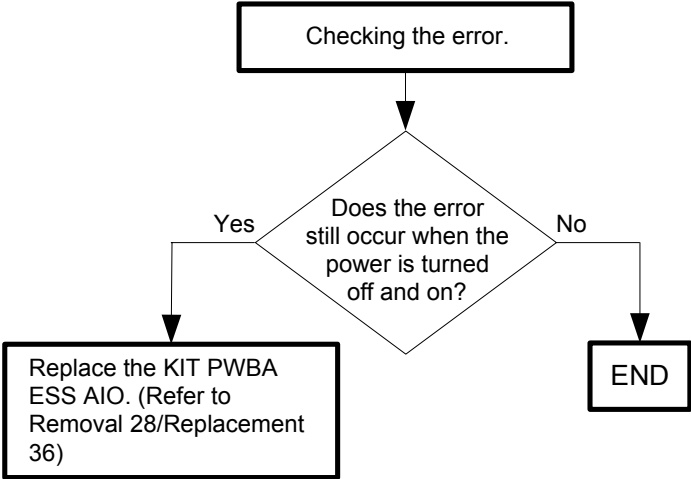 Checking the error.
Does the error
still occur when the
power is turned
off and on?
Yes
No
Replace the KIT PWBA
ESS AIO. (Refer to
Removal 28/Replacement
36)
END